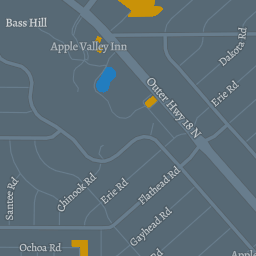 Bass Hill
Apple Valley Inn
Dakota Rd
Outer Hwy 18 N
Erie Rd
Santee Rd
Chinook Rd
Erie Rd
Flathead Rd
Gayhead Rd
Ochoa Rd
Apple